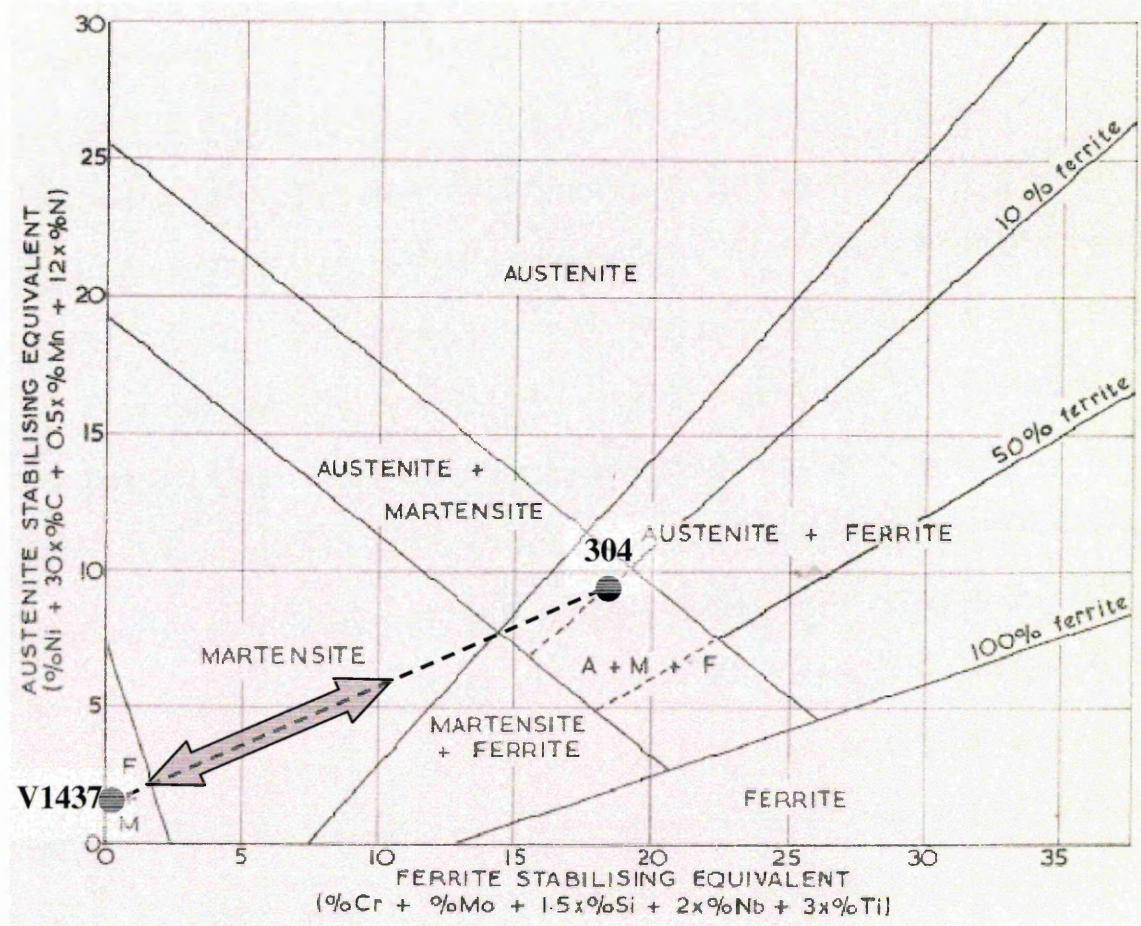 30
25
20
15
10
5
0
AUSTENITE STABILISING EQUIVALENT
(%Ni + 30x%C + 0.5x%Mn + 12x%N)
AUSTENITE
10% ferrite
50% ferrite
100% ferrite
AUSTENITE +
MARTENSITE
AUSTENITE + FERRITE
304
MARTENSITE
A + M + F
MARTENSITE
+ FERRITE
FERRITE
F
+
M
V1437
0 5 10 15 20 25 30 35
FERRITE STABILISING EQUIVALENT
(%Cr + %Mo + 1.5x%Si + 2x%Nb + 3x%Ti)